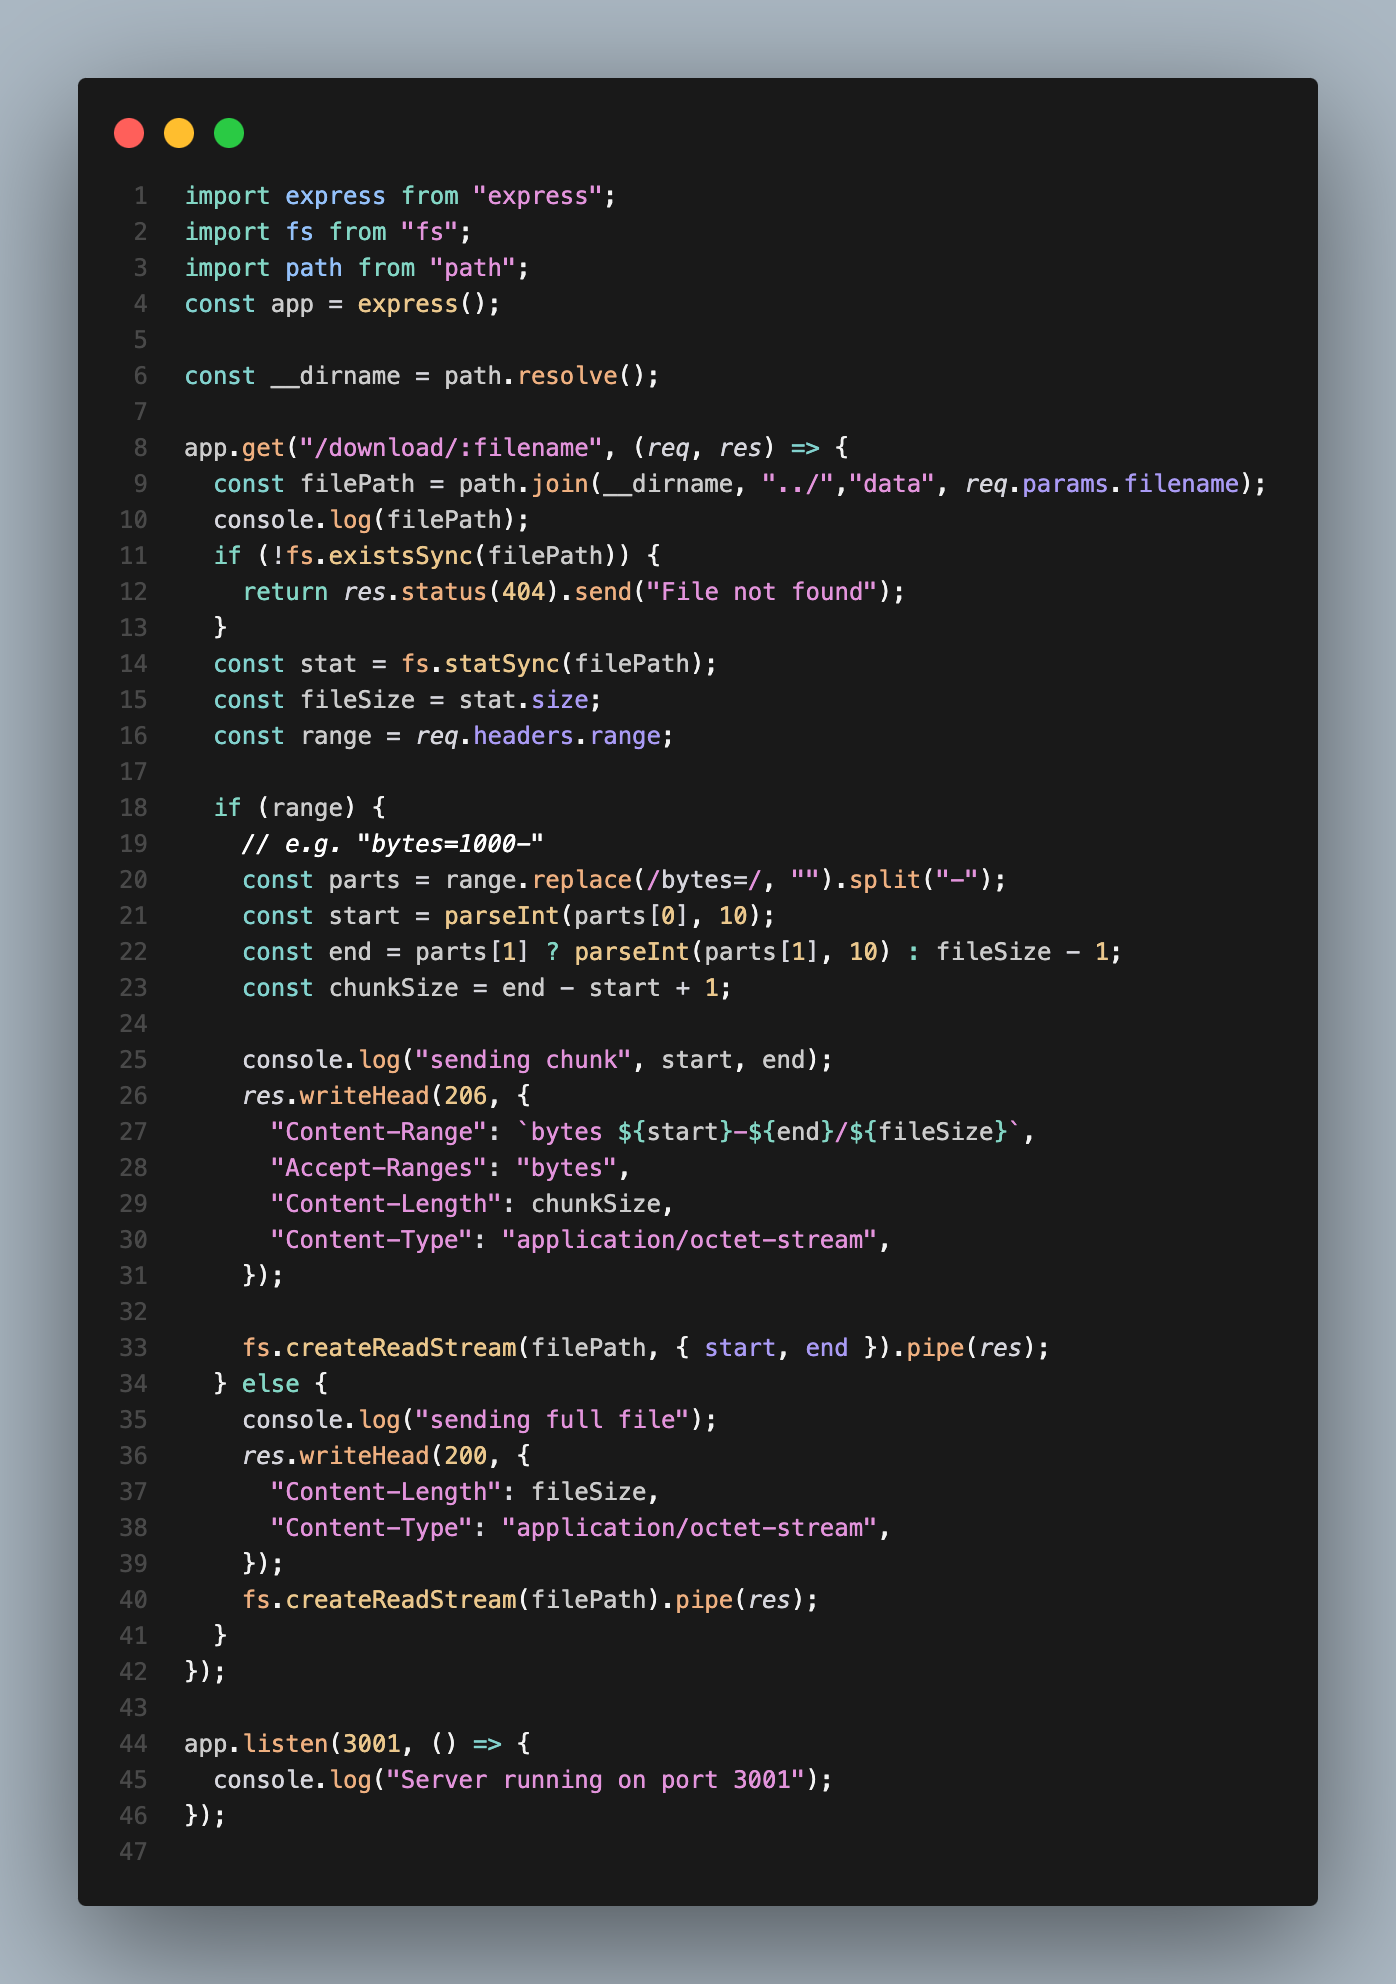 1 import express from "express";
2 import fs from "fs";
3 import path from "path";
4 const app = express();
5
6 const __dirname = path.resolve();
7
8 app.get("/download/:filename", (req, res) => {
9   const filePath = path.join(__dirname, "../","data", req.params.filename);
10   console.log(filePath);
11   if (!fs.existsSync(filePath)) {
12     return res.status(404).send("File not found");
13   }
14   const stat = fs.statSync(filePath);
15   const fileSize = stat.size;
16   const range = req.headers.range;
17
18   if (range) {
19     // e.g. "bytes=1000-"
20     const parts = range.replace(/bytes=/, "").split("-");
21     const start = parseInt(parts[0], 10);
22     const end = parts[1] ? parseInt(parts[1], 10) : fileSize - 1;
23     const chunkSize = end - start + 1;
24
25     console.log("sending chunk", start, end);
26     res.writeHead(206, {
27       "Content-Range": `bytes ${start}-${end}/${fileSize}`,
28       "Accept-Ranges": "bytes",
29       "Content-Length": chunkSize,
30       "Content-Type": "application/octet-stream",
31     });
32
33     fs.createReadStream(filePath, { start, end }).pipe(res);
34   } else {
35     console.log("sending full file");
36     res.writeHead(200, {
37       "Content-Length": fileSize,
38       "Content-Type": "application/octet-stream",
39     });
40     fs.createReadStream(filePath).pipe(res);
41   }
42 });
43
44 app.listen(3001, () => {
45   console.log("Server running on port 3001");
46 });
47